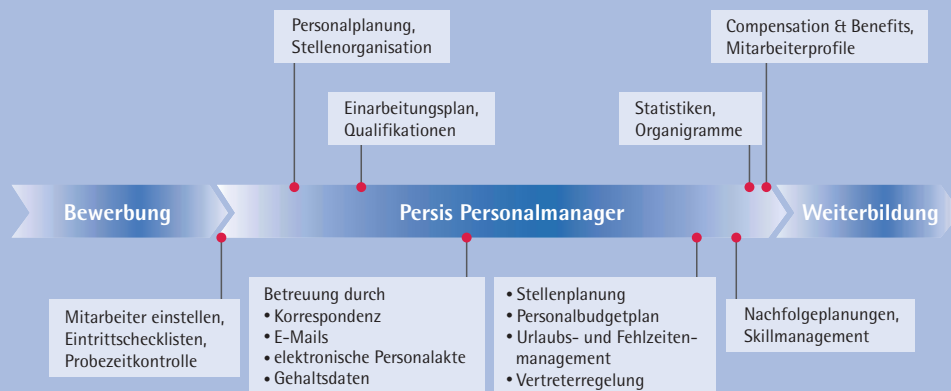 Personalplanung,
Stellenorganisation
Compensation & Benefits,
Mitarbeiterprofile
Einarbeitungsplan,
Qualifikationen
Statistiken,
Organigramme
Bewerbung
Persis Personalmanager
Weiterbildung
Mitarbeiter einstellen,
Eintrittschecklisten,
Probezeitkontrolle
Betreuung durch
• Korrespondenz
• E-Mails
• elektronische Personalakte
• Gehaltsdaten
• Stellenplanung
• Personalbudgetplan
• Urlaubs- und Fehlzeiten-
management
• Vertreterregelung
Nachfolgeplanungen,
Skillmanagement